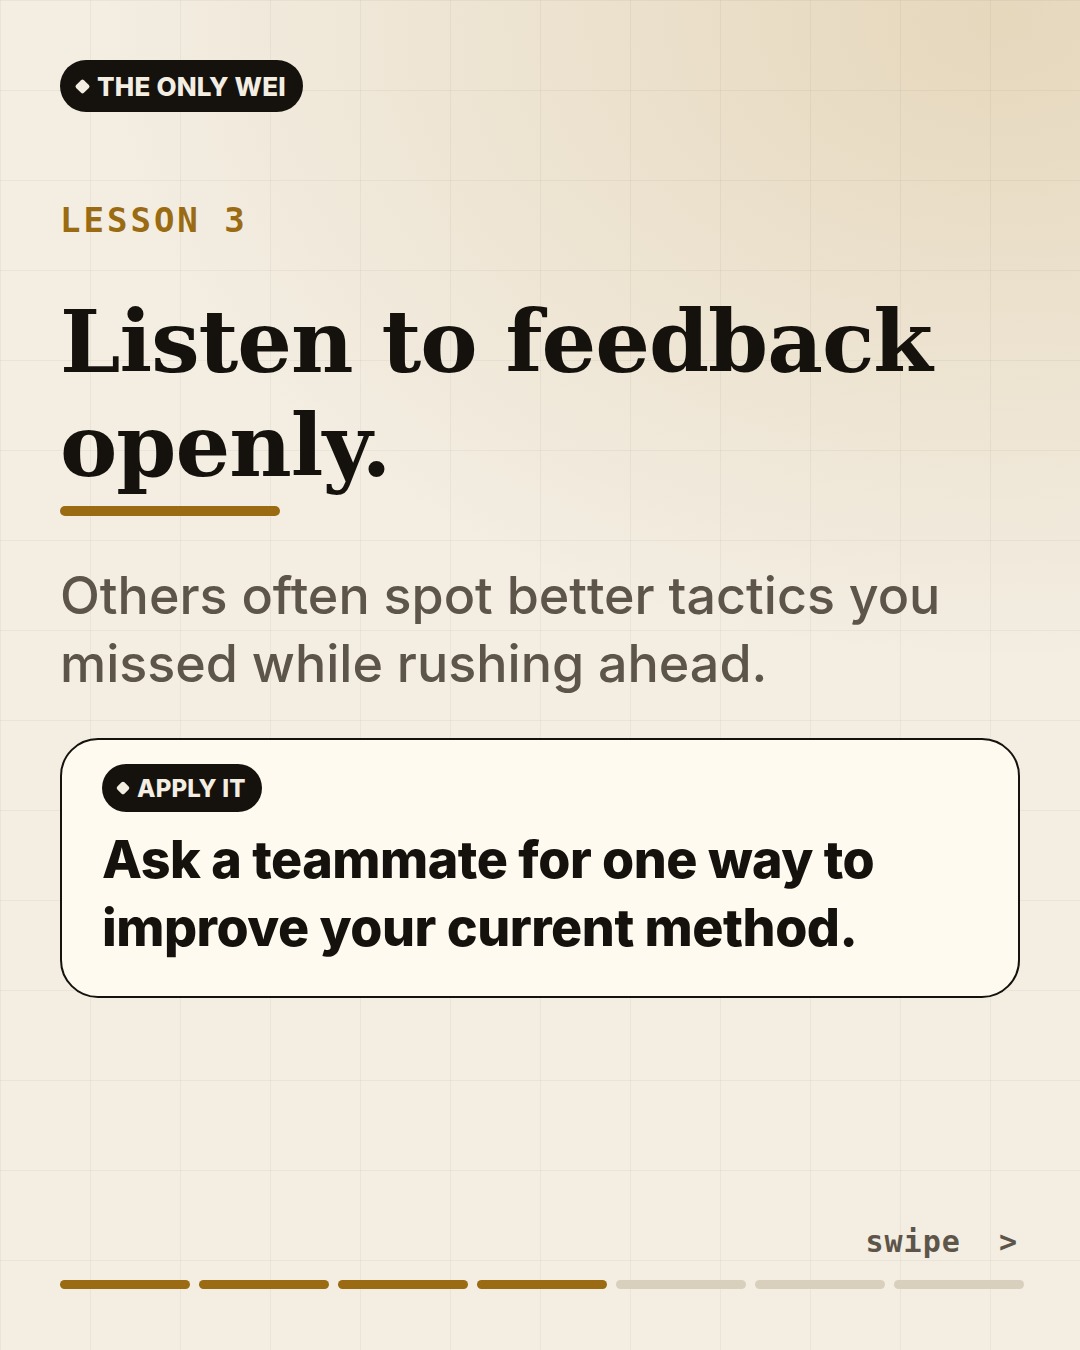 THE ONLY WEI
LESSON 3
Listen to feedback
openly.
Others often spot better tactics you
missed while rushing ahead.
APPLY IT
Ask a teammate for one way to
improve your current method.
swipe >